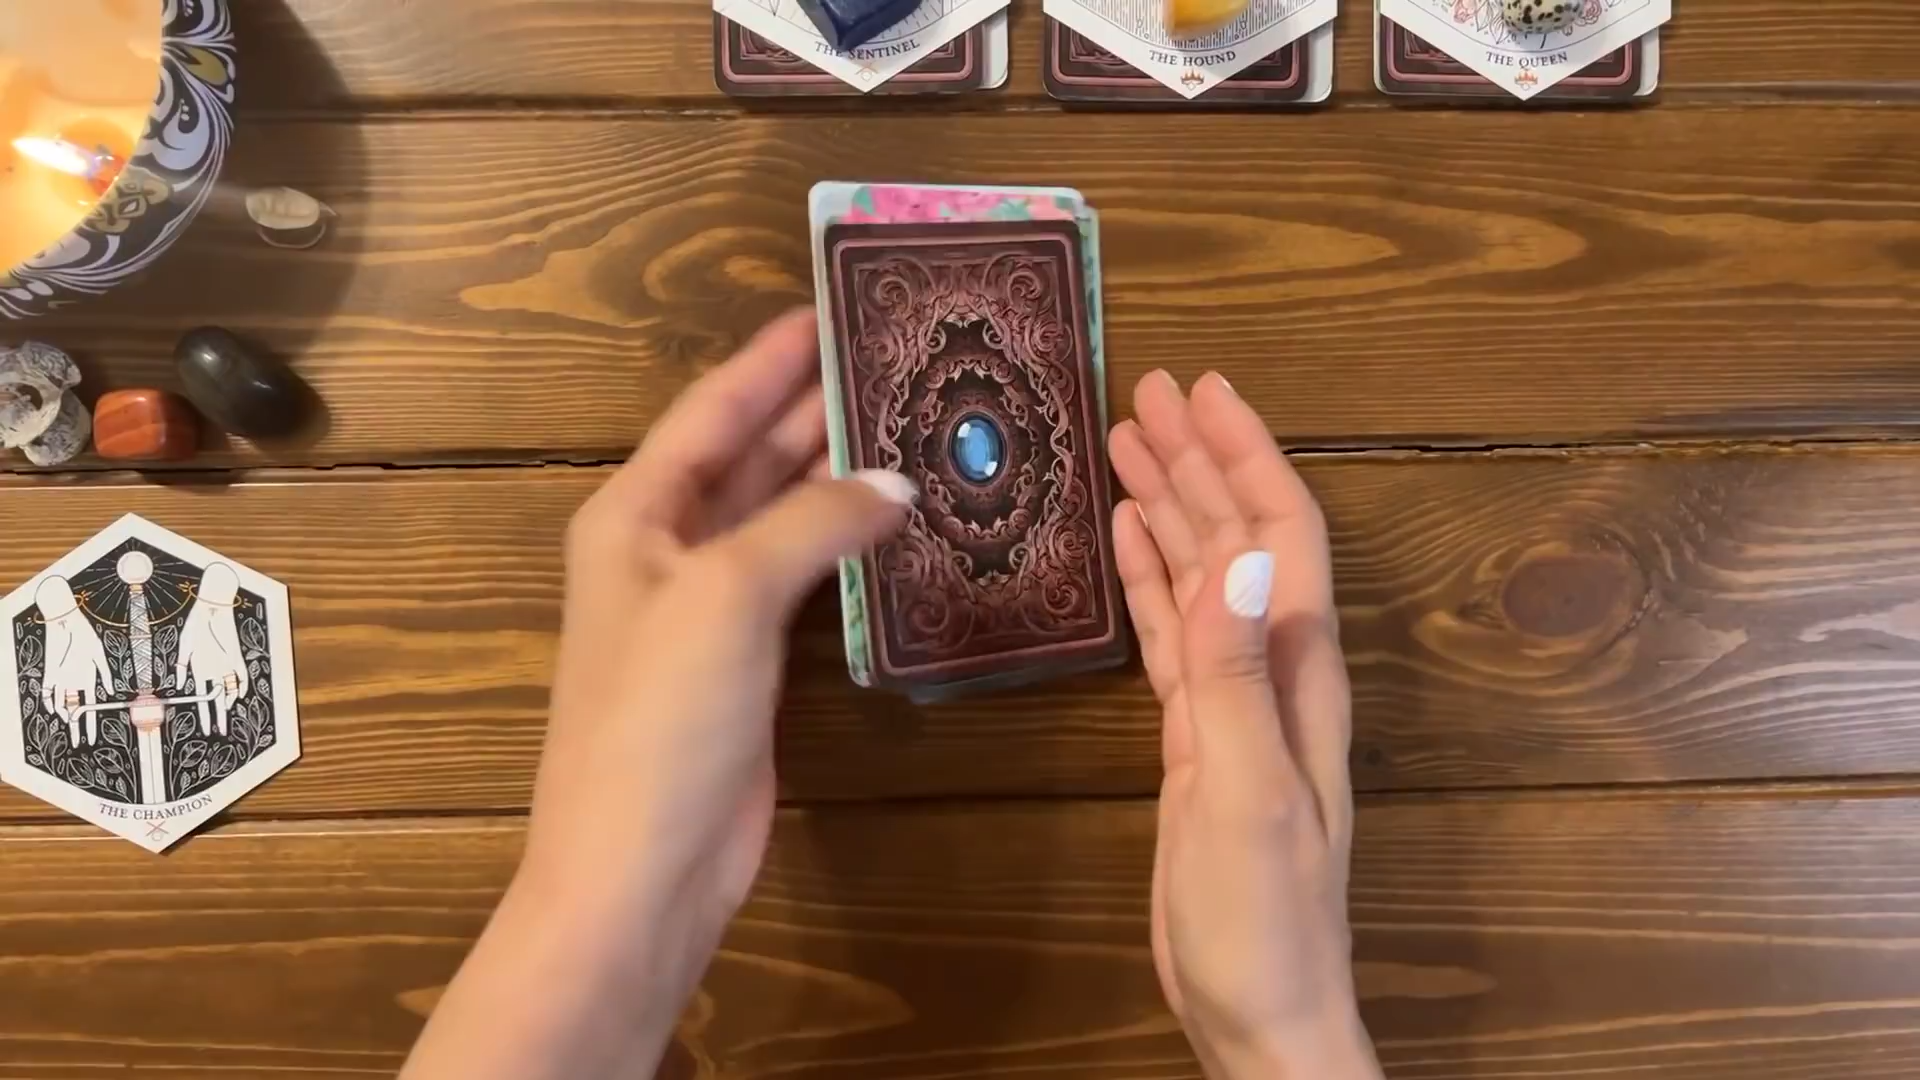 THE SENTINEL
THE HOUND
THE QUEEN
THE CHAMPION